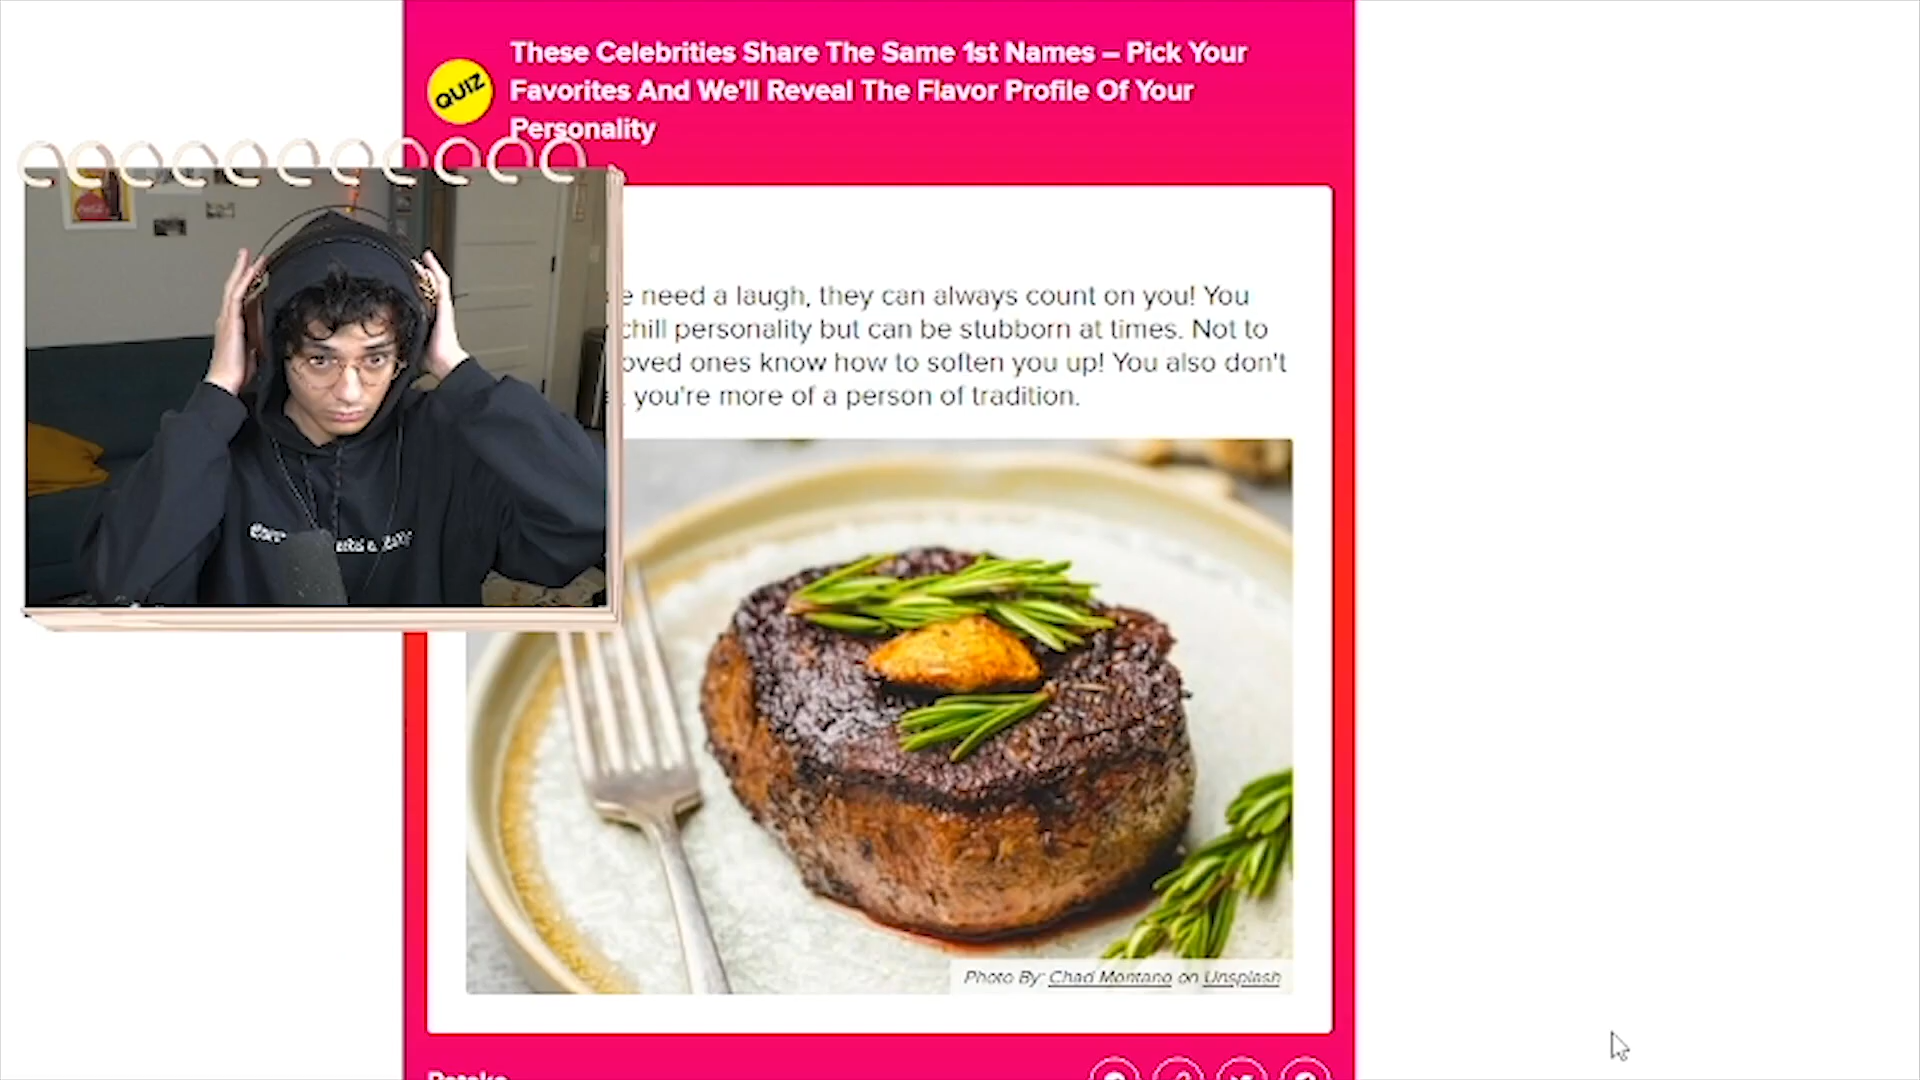 QUIZ
These Celebrities Share The Same 1st Names – Pick Your
Favorites And We'll Reveal The Flavor Profile Of Your
Personality
need a laugh, they can always count on you! You
chill personality but can be stubborn at times. Not to
oved ones know how to soften you up! You also don't
you're more of a person of tradition.
Photo By: Chad Montano on Unsplash